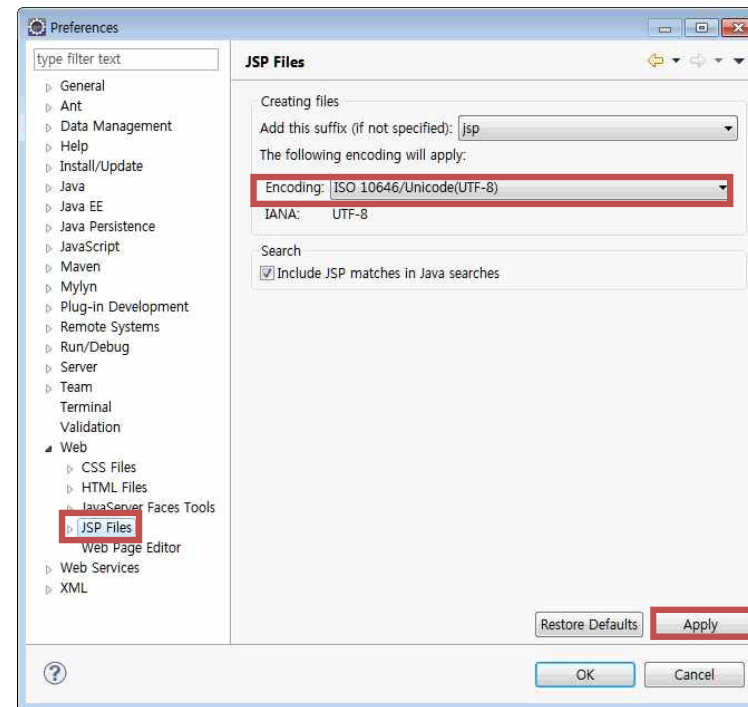 Preferences
type filter text
JSP Files
General
Ant
Data Management
Help
Install/Update
Java
Java EE
Java Persistence
JavaScript
Maven
Mylyn
Plug-in Development
Remote Systems
Run/Debug
Server
Team
Terminal
Validation
Web
CSS Files
HTML Files
JavaServer Faces Tools
JSP Files
Web Page Editor
Web Services
XML
Creating files
Add this suffix (if not specified): jsp
The following encoding will apply:
Encoding: ISO 10646/Unicode(UTF-8)
IANA: UTF-8
Search
Include JSP matches in Java searches
Restore Defaults Apply
? OK Cancel